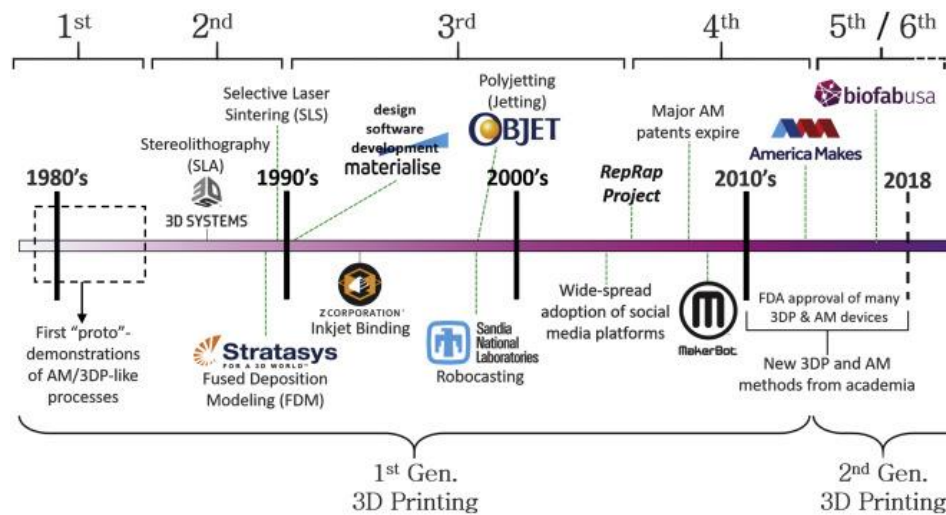 1st
2nd
3rd
4th
5th / 6th
Selective Laser
Sintering (SLS)
Stereolithography
(SLA)
3D SYSTEMS
design
software
development
materialise
Polyjetting
(Jetting)
OBJET
RepRap
Project
Major AM
patents expire
America Makes
biofabusa
1980's
1990's
2000's
2010's
2018
First "proto"-
demonstrations
of AM/3DP-like
processes
Stratasys
FOR A 3D WORLD™
Fused Deposition
Modeling (FDM)
Z CORPORATION
Inkjet Binding
Sandia
National
Laboratories
Robocasting
Wide-spread
adoption of social
media platforms
MakerBot
FDA approval of many
3DP & AM devices
New 3DP and AM
methods from academia
1st Gen.
3D Printing
2nd Gen.
3D Printing